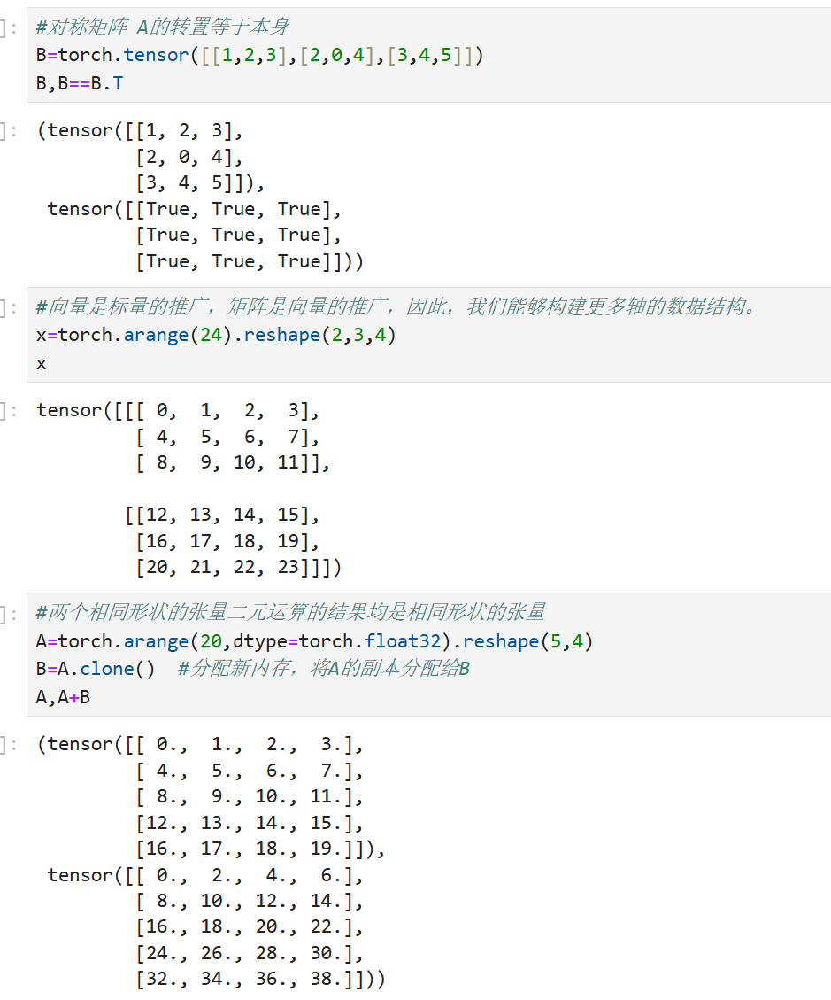 ]: #对称矩阵 A的转置等于本身
B=torch.tensor([[1,2,3],[2,0,4],[3,4,5]])
B,B==B.T
]: (tensor([[1, 2, 3],
[2, 0, 4],
[3, 4, 5]]),
tensor([[True, True, True],
[True, True, True],
[True, True, True]]))
]: #向量是标量的推广，矩阵是向量的推广，因此，我们能够构建更多轴的数据结构。
x=torch.arange(24).reshape(2,3,4)
x
]: tensor([[[ 0,  1,  2,  3],
[ 4,  5,  6,  7],
[ 8,  9, 10, 11]],
[[12, 13, 14, 15],
[16, 17, 18, 19],
[20, 21, 22, 23]]])
]: #两个相同形状的张量二元运算的结果均是相同形状的张量
A=torch.arange(20,dtype=torch.float32).reshape(5,4)
B=A.clone()  #分配新内存，将A的副本分配给B
A,A+B
]: (tensor([[ 0.,  1.,  2.,  3.],
[ 4.,  5.,  6.,  7.],
[ 8.,  9., 10., 11.],
[12., 13., 14., 15.],
[16., 17., 18., 19.]]),
tensor([[ 0.,  2.,  4.,  6.],
[ 8., 10., 12., 14.],
[16., 18., 20., 22.],
[24., 26., 28., 30.],
[32., 34., 36., 38.]]))